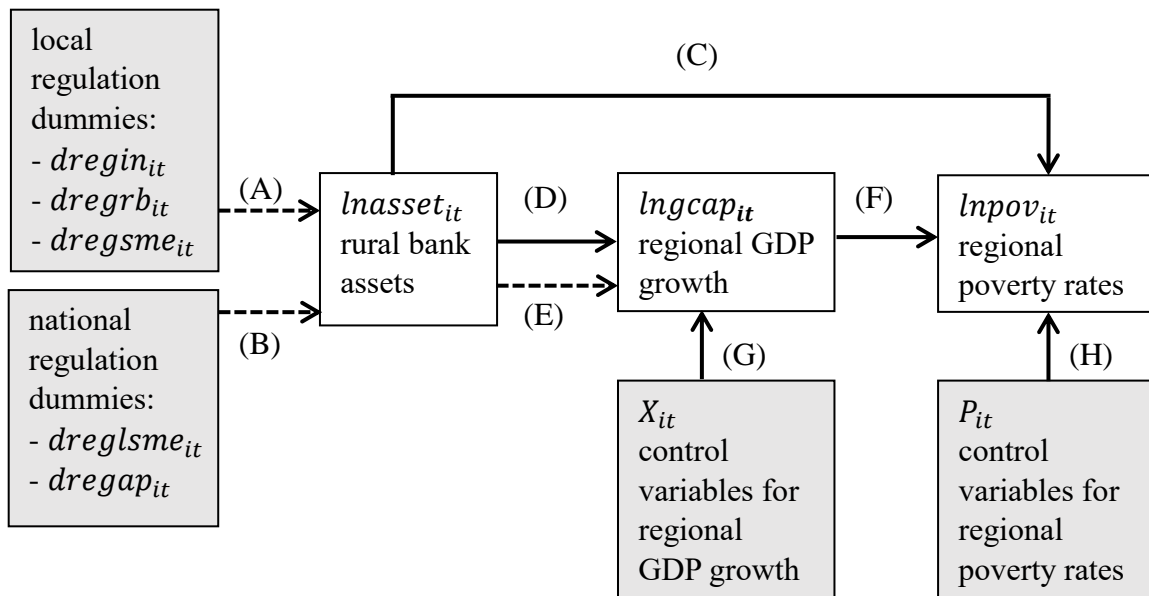 local
regulation
dummies:
- dregin_it
- dregrb_it
- dregsme_it
(A)
national
regulation
dummies:
- dreglsme_it
- dregap_it
(B)
lnasset_it
rural bank
assets
(C)
(D)
(E)
lngcap_it
regional GDP
growth
(F)
lnpov_it
regional
poverty rates
(G)
X_it
control
variables for
regional
GDP growth
(H)
P_it
control
variables for
regional
poverty rates